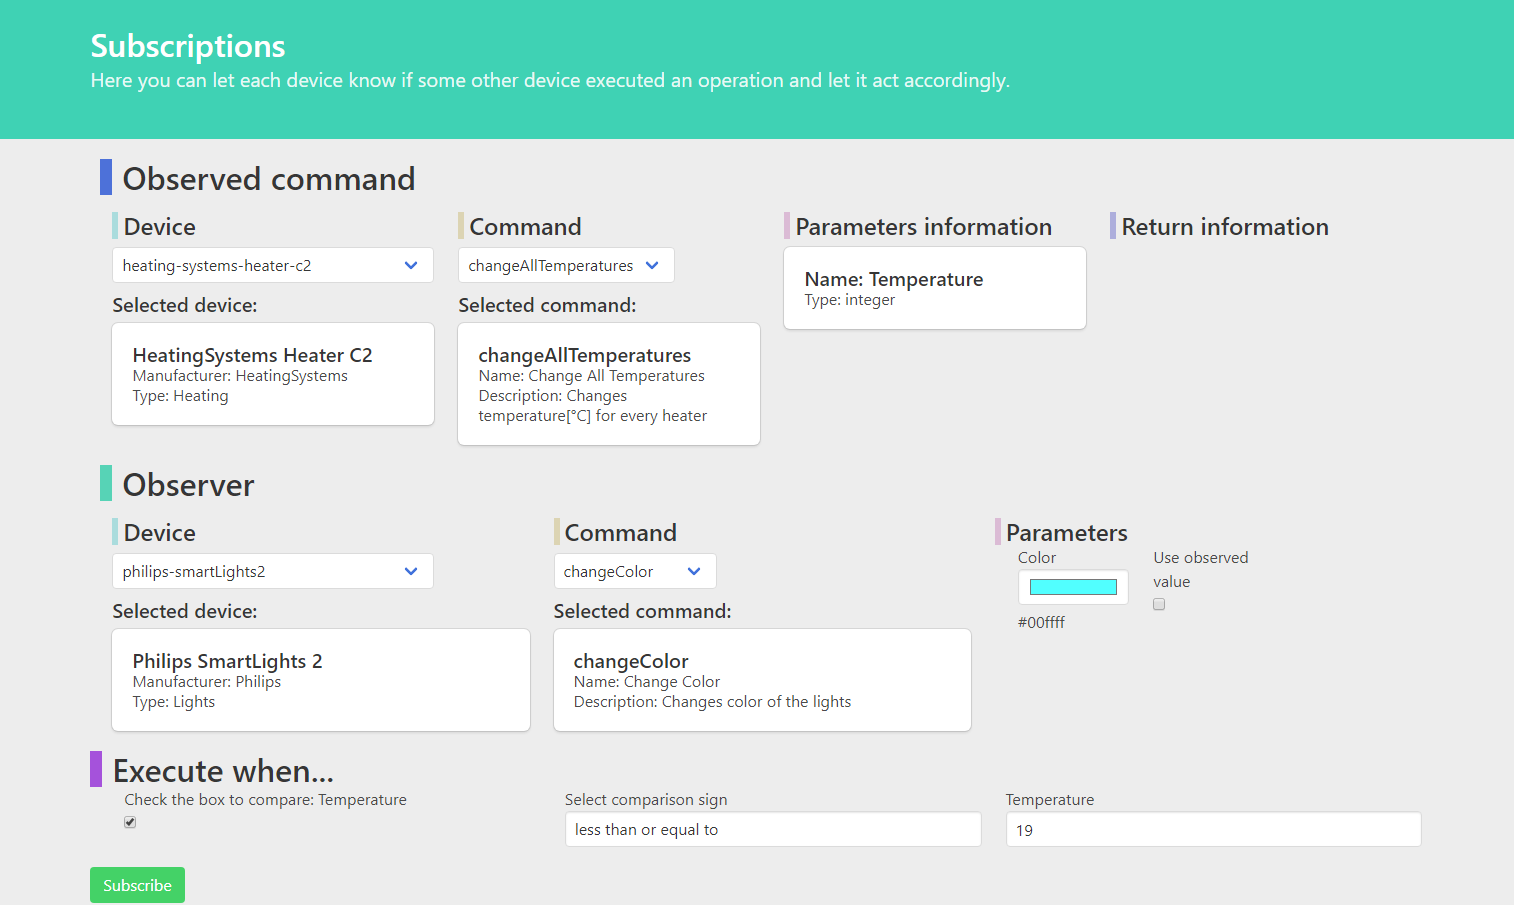 Subscriptions
Here you can let each device know if some other device executed an operation and let it act accordingly.
Observed command
Device
heating-systems-heater-c2
Selected device:
HeatingSystems Heater C2
Manufacturer: HeatingSystems
Type: Heating
Command
changeAllTemperatures
Selected command:
changeAllTemperatures
Name: Change All Temperatures
Description: Changes
temperature[°C] for every heater
Parameters information
Name: Temperature
Type: integer
Return information
Observer
Device
philips-smartLights2
Selected device:
Philips SmartLights 2
Manufacturer: Philips
Type: Lights
Command
changeColor
Selected command:
changeColor
Name: Change Color
Description: Changes color of the lights
Parameters
Color
#00ffff
Use observed
value
Execute when...
Check the box to compare: Temperature
Select comparison sign
less than or equal to
Temperature
19
Subscribe